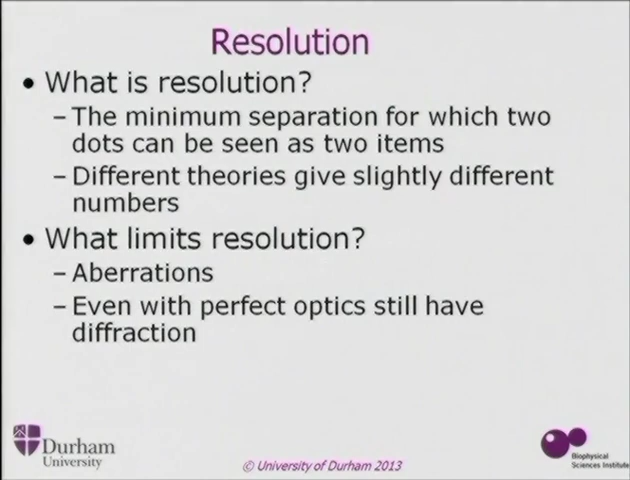 Resolution
• What is resolution?
– The minimum separation for which two
dots can be seen as two items
– Different theories give slightly different
numbers
• What limits resolution?
– Aberrations
– Even with perfect optics still have
diffraction
Durham
University
© University of Durham 2013
Biophysical
Sciences Institute